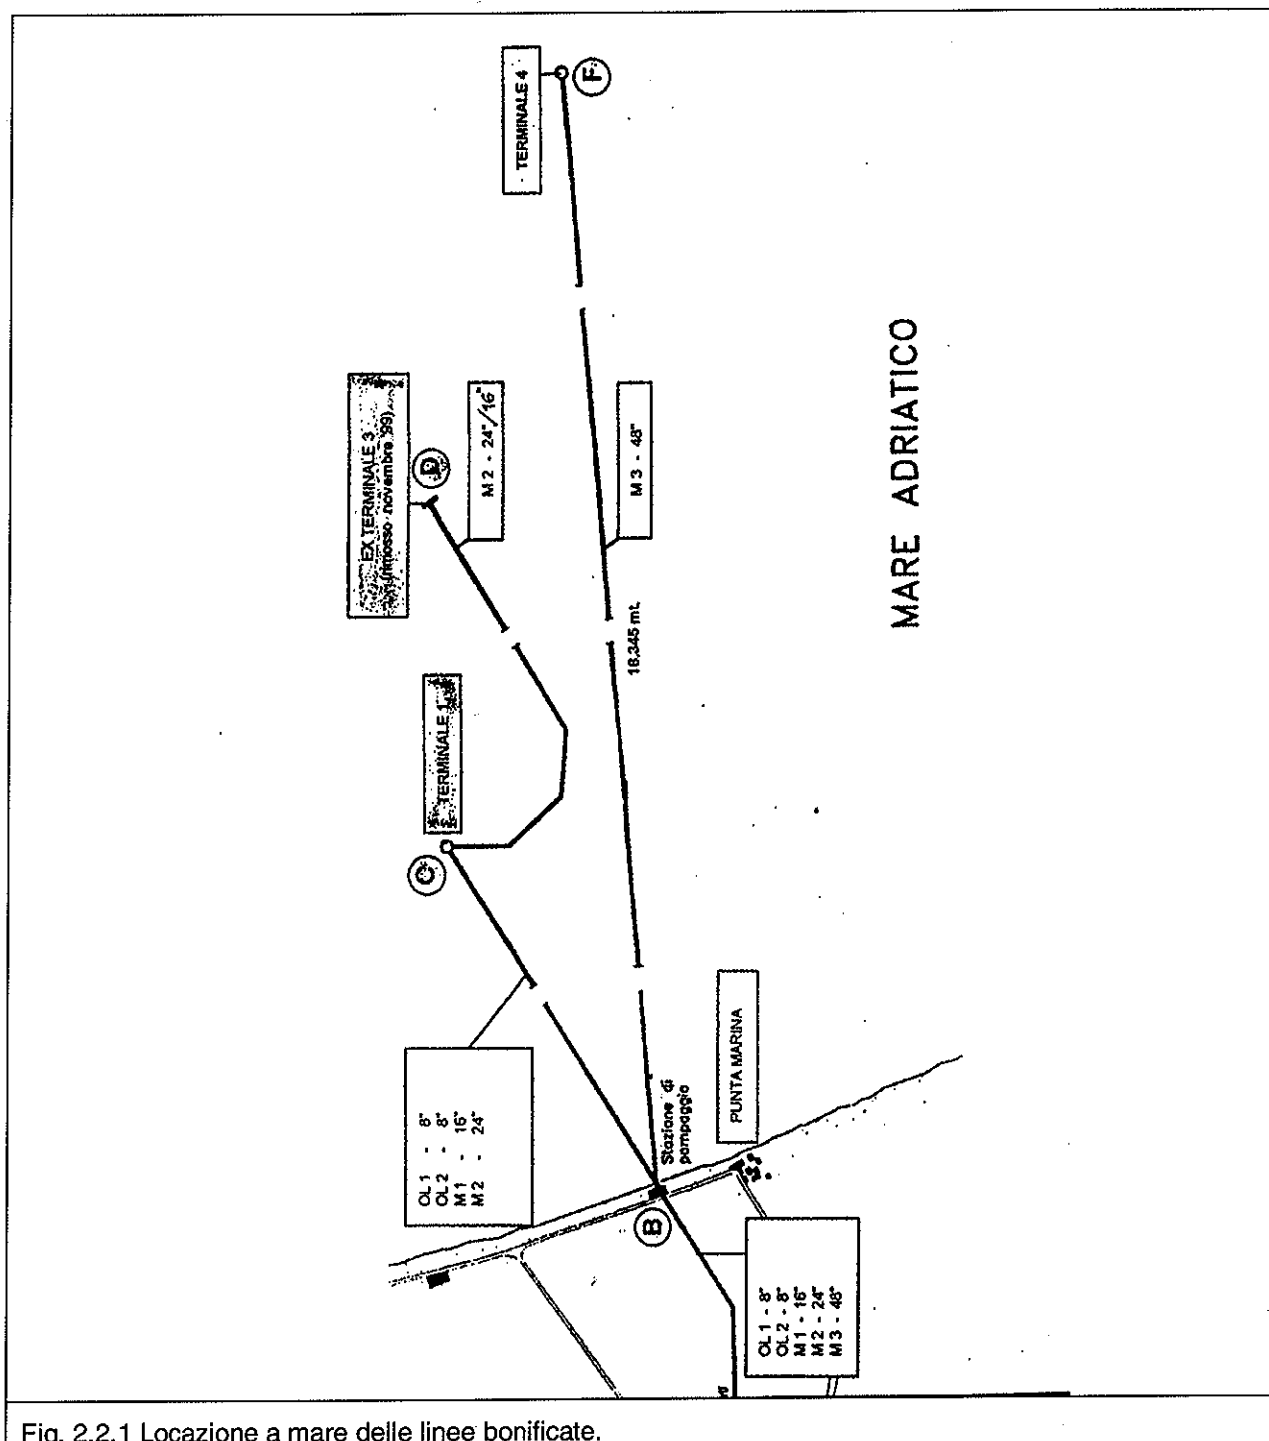 TERMINALE 4
F
EX TERMINALE 3
(rimosso novembre '99)
D
M 2 - 24"/16"
M 3 - 48"
MARE ADRIATICO
TERMINALE 1
C
18.345 mt.
OL 1 - 8"
OL 2 - 8"
M 1 - 16"
M 2 - 24"
Stazione di
pompaggio
PUNTA MARINA
B
OL 1 - 8"
OL 2 - 8"
M 1 - 16"
M 2 - 24"
M 3 - 48"
Fig. 2.2.1 Locazione a mare delle linee bonificate.